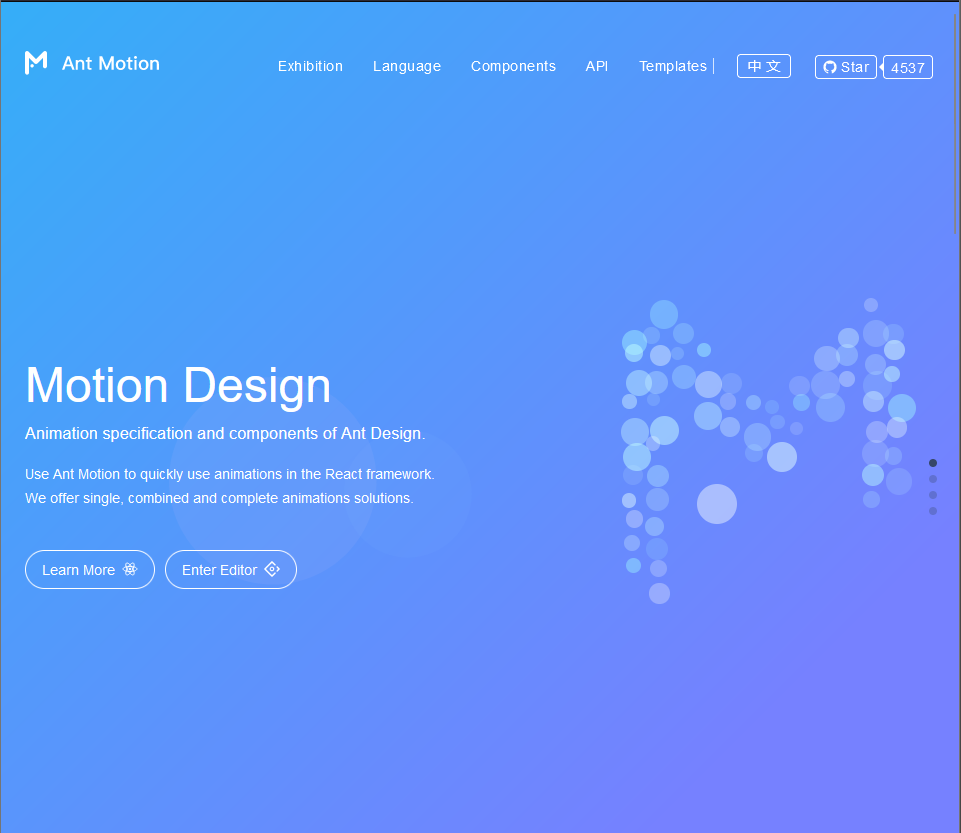 Ant Motion
Exhibition Language Components API Templates 中 文 Star 4537
Motion Design
Animation specification and components of Ant Design.
Use Ant Motion to quickly use animations in the React framework.
We offer single, combined and complete animations solutions.
Learn More Enter Editor